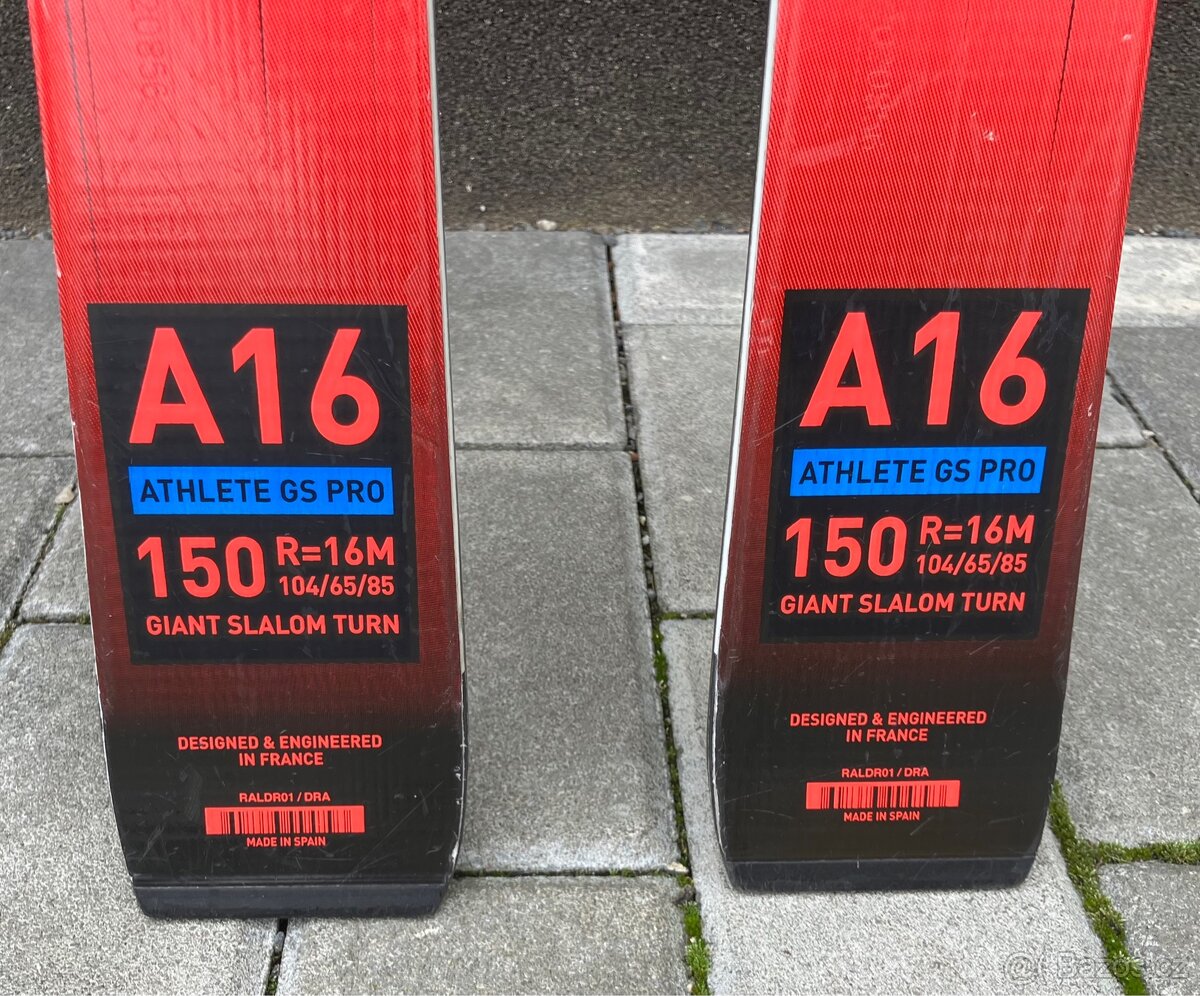 A16
ATHLETE GS PRO
150 R=16M
104/65/85
GIANT SLALOM TURN
DESIGNED & ENGINEERED
IN FRANCE
RALDR01 / DRA
MADE IN SPAIN
A16
ATHLETE GS PRO
150 R=16M
104/65/85
GIANT SLALOM TURN
DESIGNED & ENGINEERED
IN FRANCE
RALDR01 / DRA
MADE IN SPAIN
Bazos.cz